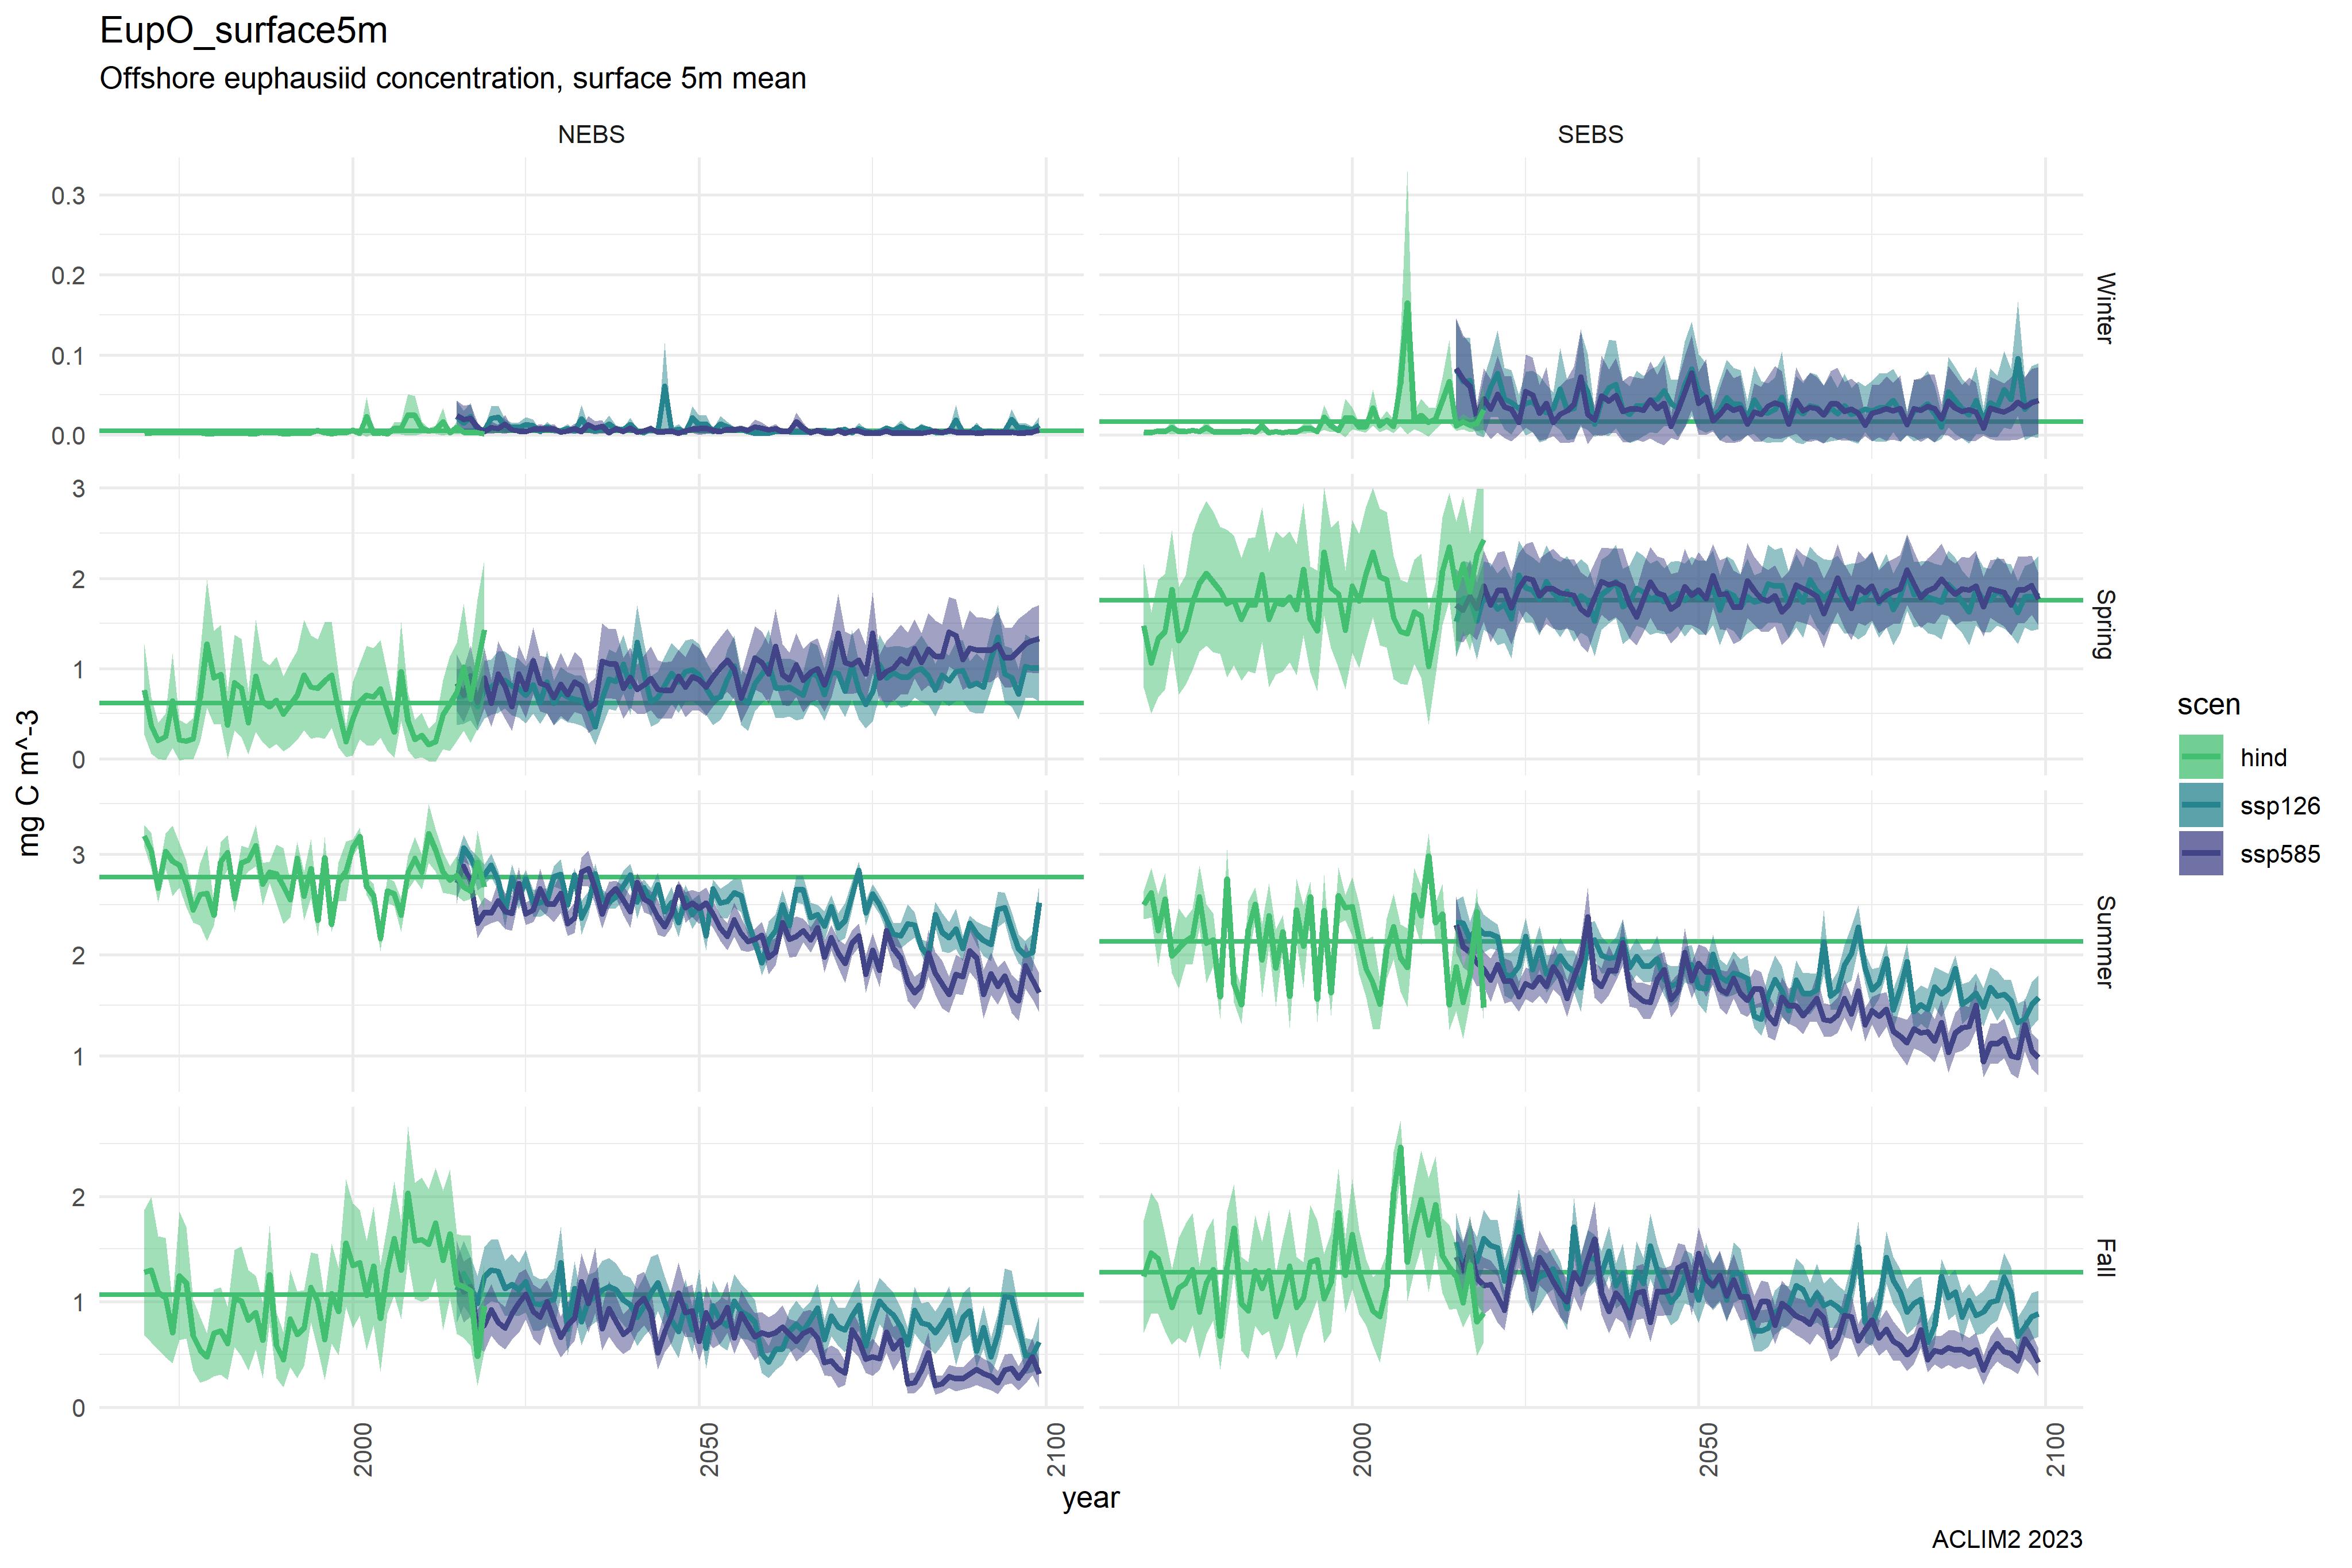 EupO_surface5m
Offshore euphausiid concentration, surface 5m mean
NEBS SEBS
0.3
0.2
0.1
0.0
Winter
3
2
1
0
Spring
3
2
1
Summer
2
1
0
Fall
mg C m^-3
2000 2050 2100 2000 2050 2100
year
scen
hind
ssp126
ssp585
ACLIM2 2023